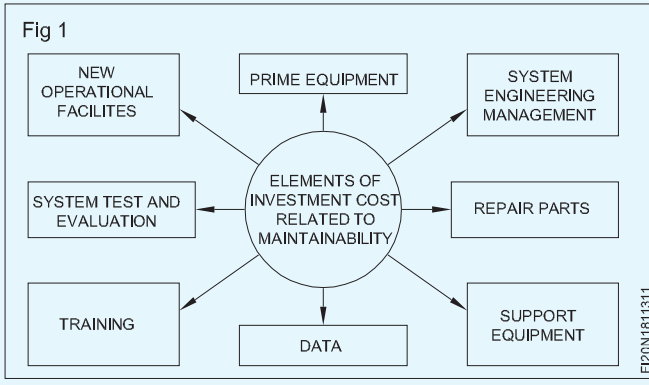 Fig 1
NEW
OPERATIONAL
FACILITES
PRIME EQUIPMENT
SYSTEM
ENGINEERING
MANAGEMENT
SYSTEM TEST AND
EVALUATION
ELEMENTS OF
INVESTMENT COST
RELATED TO
MAINTAINABILITY
REPAIR PARTS
TRAINING
DATA
SUPPORT
EQUIPMENT
FI20N1811311